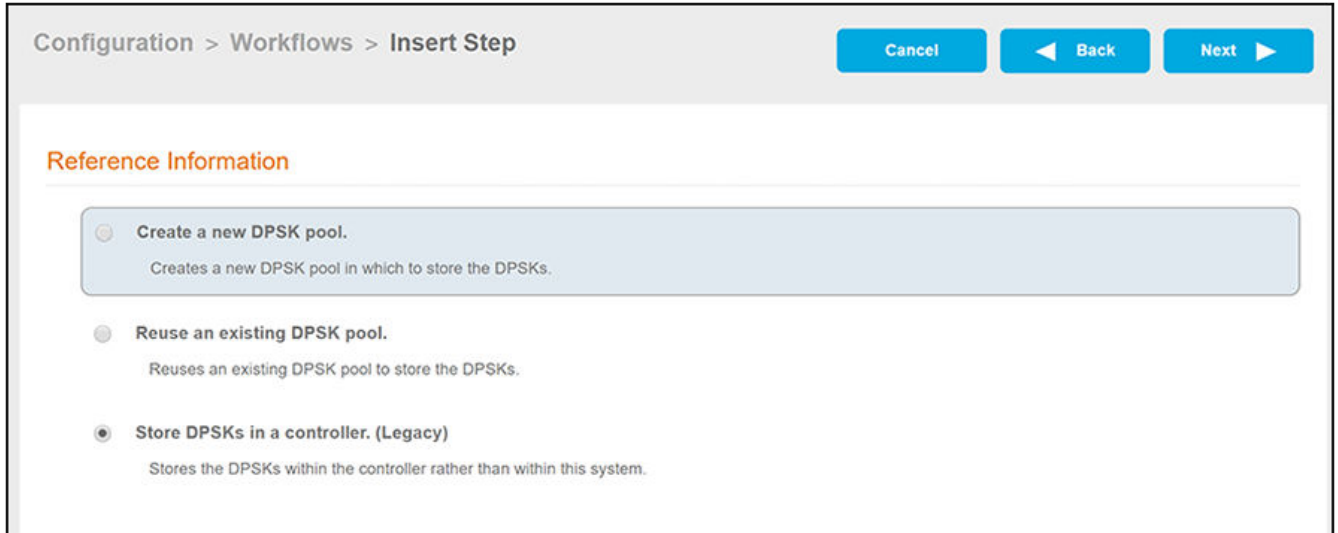 Configuration > Workflows > Insert Step
Cancel
Back
Next
Reference Information
Create a new DPSK pool.
Creates a new DPSK pool in which to store the DPSKs.
Reuse an existing DPSK pool.
Reuses an existing DPSK pool to store the DPSKs.
Store DPSKs in a controller. (Legacy)
Stores the DPSKs within the controller rather than within this system.